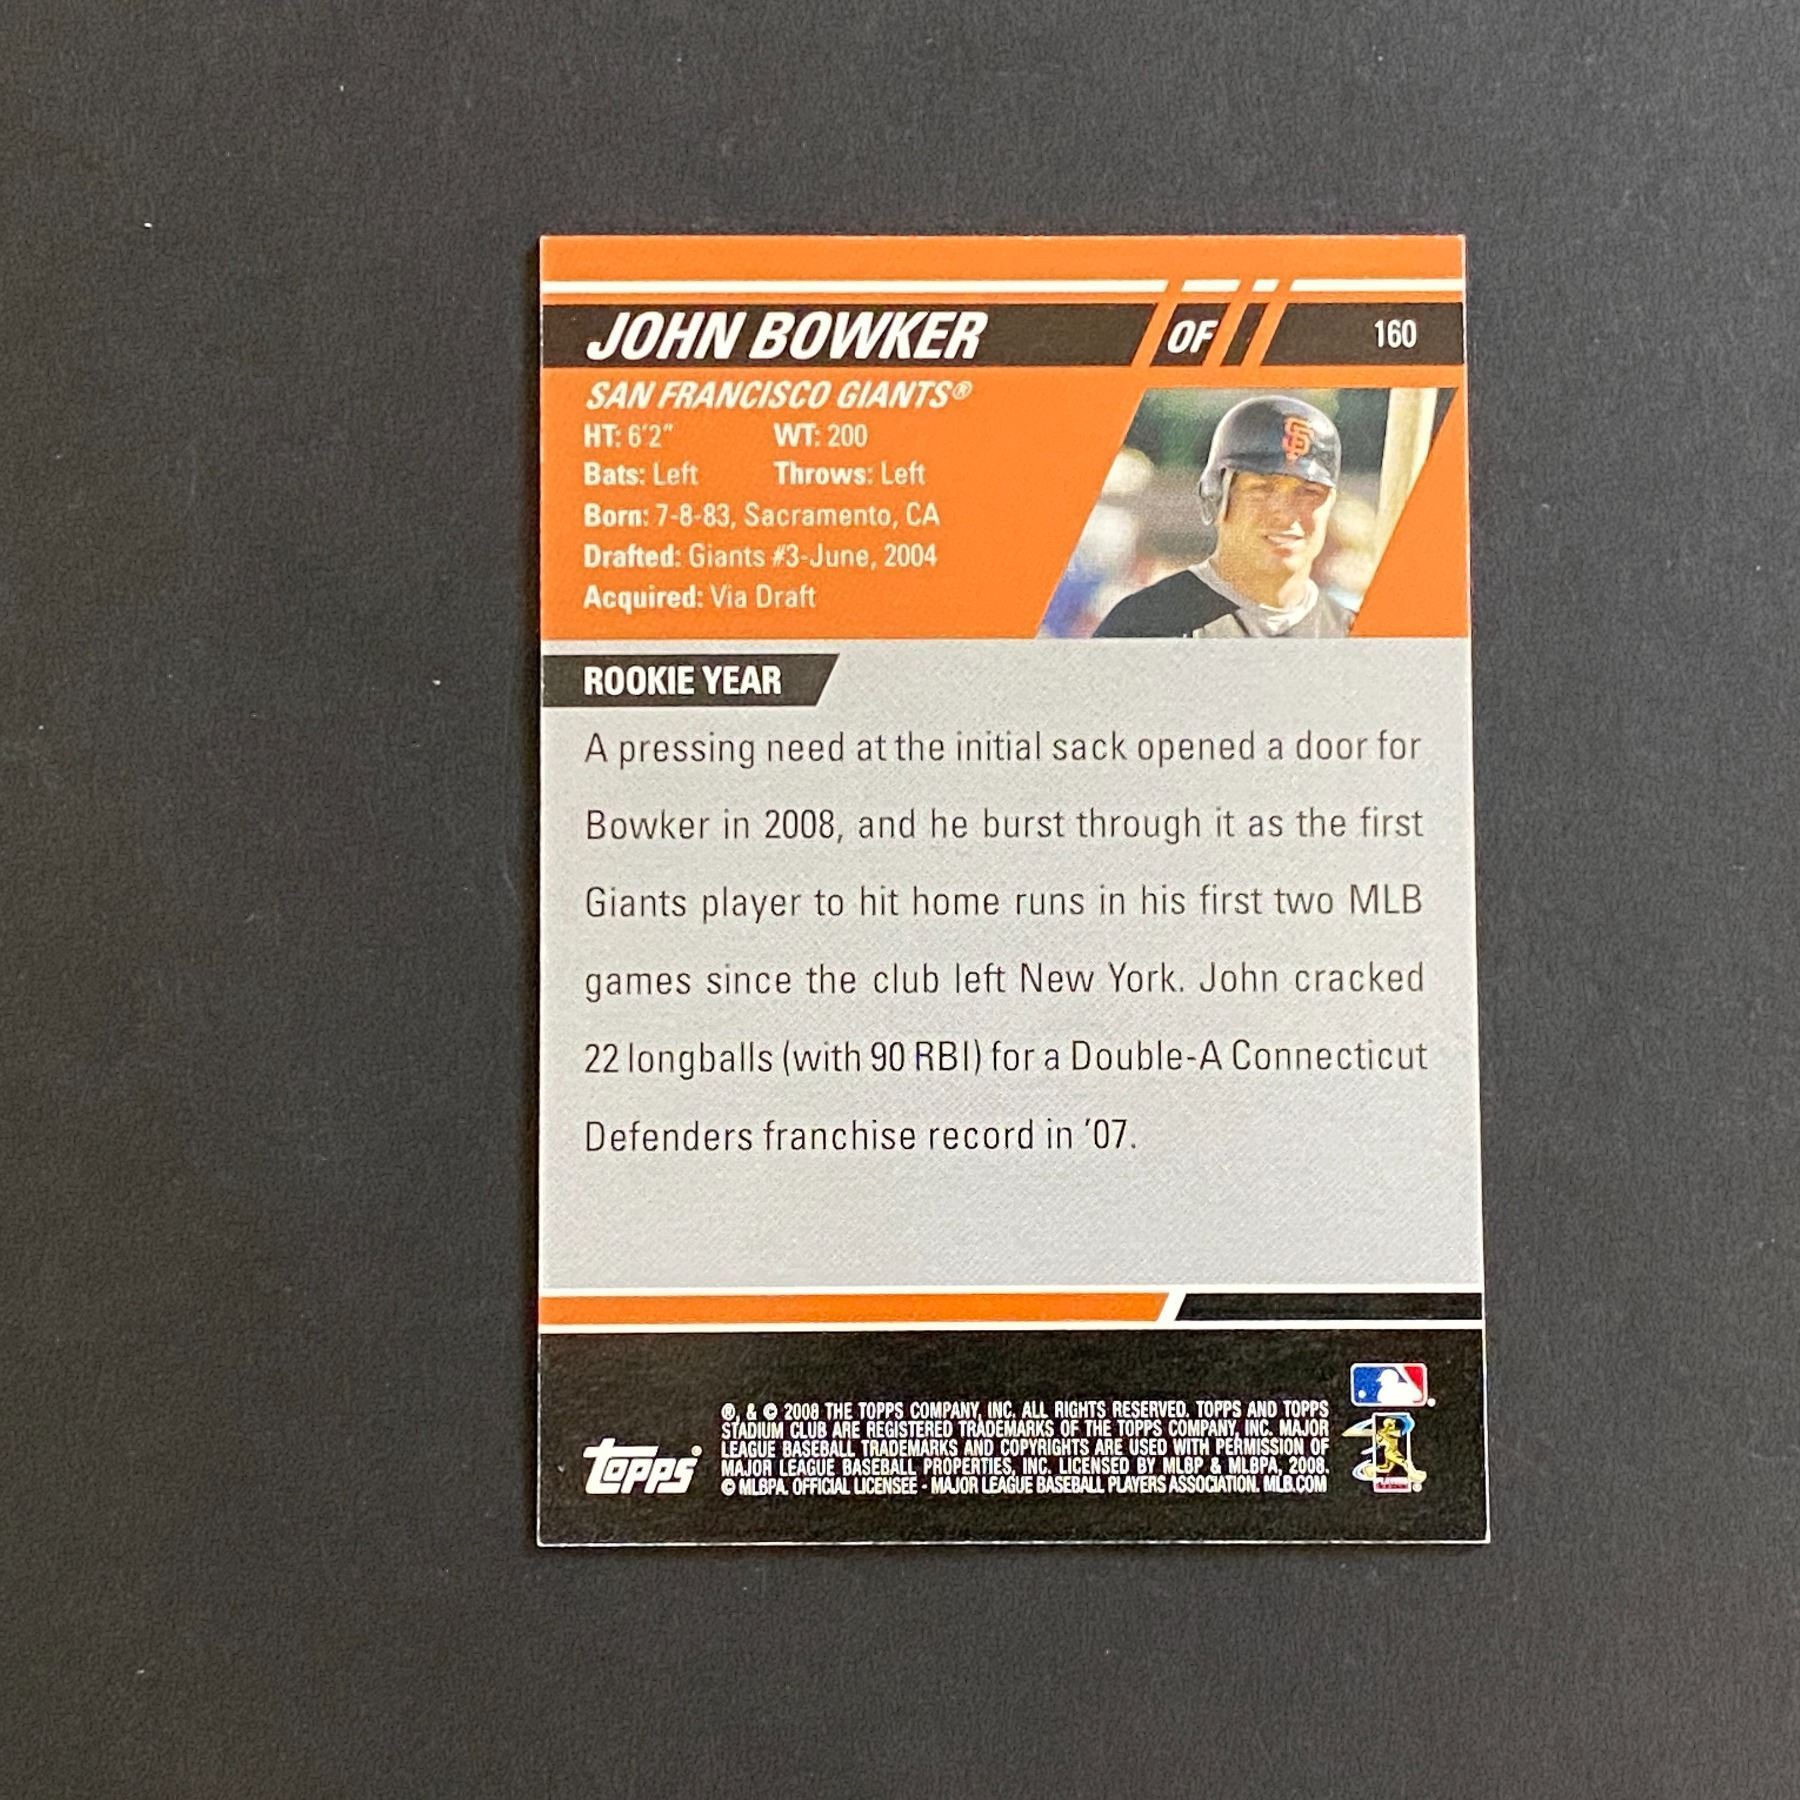 JOHN BOWKER OF 160
SAN FRANCISCO GIANTS®
HT: 6'2" WT: 200
Bats: Left Throws: Left
Born: 7-8-83, Sacramento, CA
Drafted: Giants #3-June, 2004
Acquired: Via Draft
ROOKIE YEAR
A pressing need at the initial sack opened a door for
Bowker in 2008, and he burst through it as the first
Giants player to hit home runs in his first two MLB
games since the club left New York. John cracked
22 longballs (with 90 RBI) for a Double-A Connecticut
Defenders franchise record in '07.
®, & © 2008 THE TOPPS COMPANY, INC. ALL RIGHTS RESERVED. TOPPS AND TOPPS
STADIUM CLUB ARE REGISTERED TRADEMARKS OF THE TOPPS COMPANY, INC. MAJOR
LEAGUE BASEBALL TRADEMARKS AND COPYRIGHTS ARE USED WITH PERMISSION OF
MAJOR LEAGUE BASEBALL PROPERTIES, INC. LICENSED BY MLBP & MLBPA, 2008.
© MLBPA. OFFICIAL LICENSEE - MAJOR LEAGUE BASEBALL PLAYERS ASSOCIATION. MLB.COM
Topps®
PLAYERS